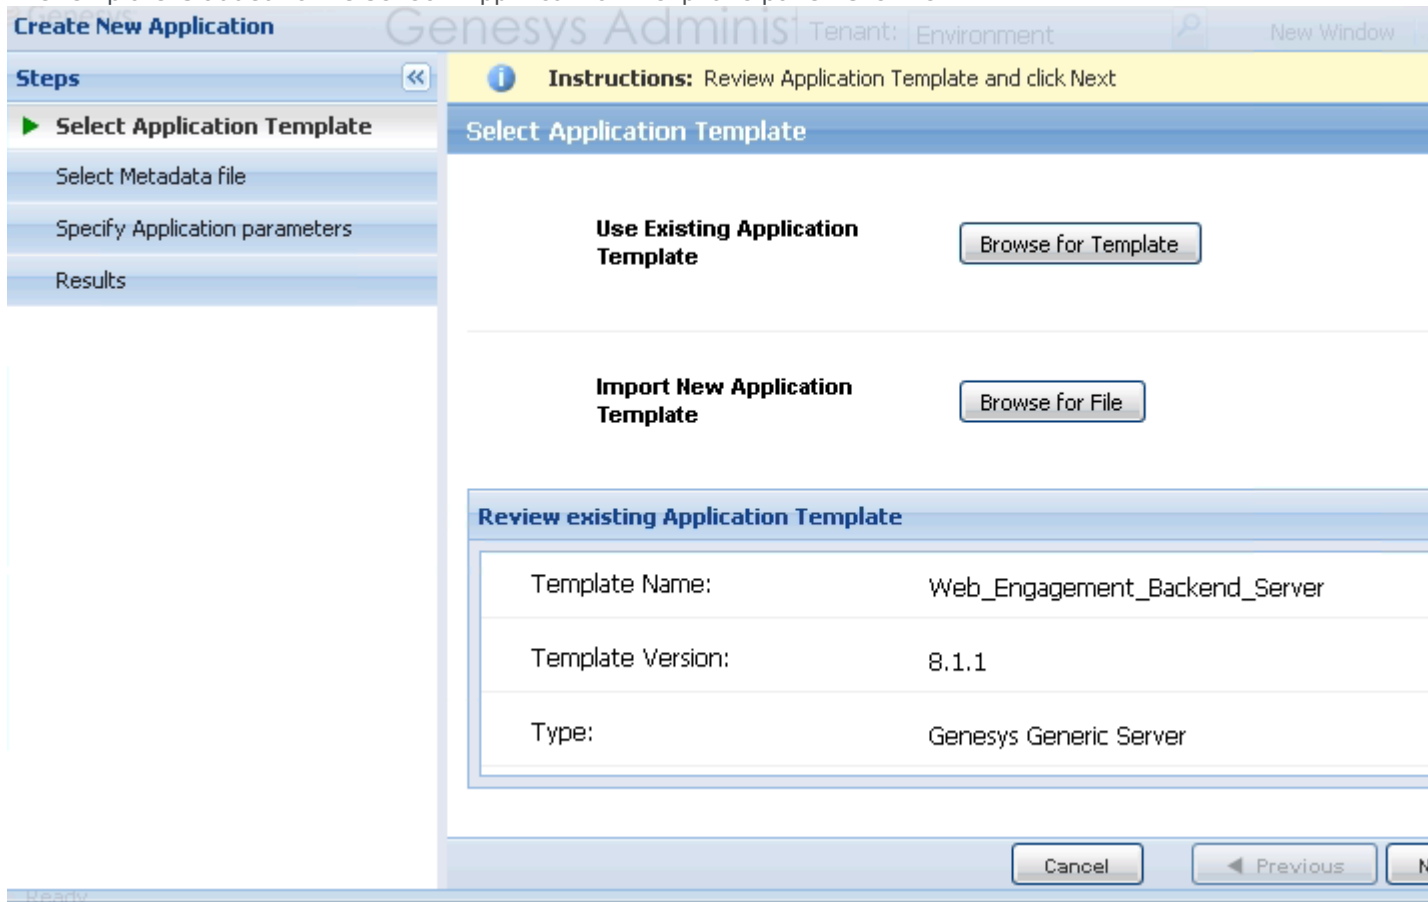 Create New Application
Genesys Adminis
Tenant:
Environment
New Window
Steps
Instructions: Review Application Template and click Next
Select Application Template
Select Metadata file
Specify Application parameters
Results
Select Application Template
Use Existing Application
Template
Browse for Template
Import New Application
Template
Browse for File
Review existing Application Template
Template Name:
Web_Engagement_Backend_Server
Template Version:
8.1.1
Type:
Genesys Generic Server
Cancel
Previous
N
Ready